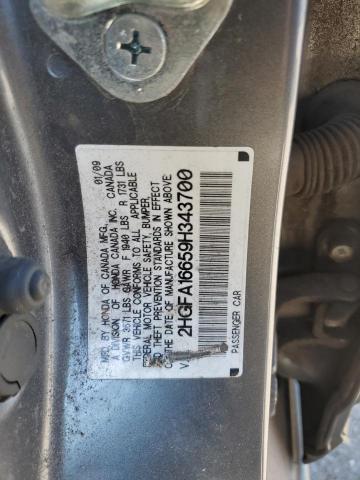 MFG. BY HONDA OF CANADA MFG. 01/09
A DIVISION OF HONDA CANADA INC. CANADA
GVWR 3671 LBS GAWR F 1940 LBS R 1731 LBS
THIS VEHICLE CONFORMS TO ALL APPLICABLE
FEDERAL MOTOR VEHICLE SAFETY, BUMPER,
AND THEFT PREVENTION STANDARDS IN EFFECT
ON THE DATE OF MANUFACTURE SHOWN ABOVE.
V 2HGFA16659H343700
PASSENGER CAR